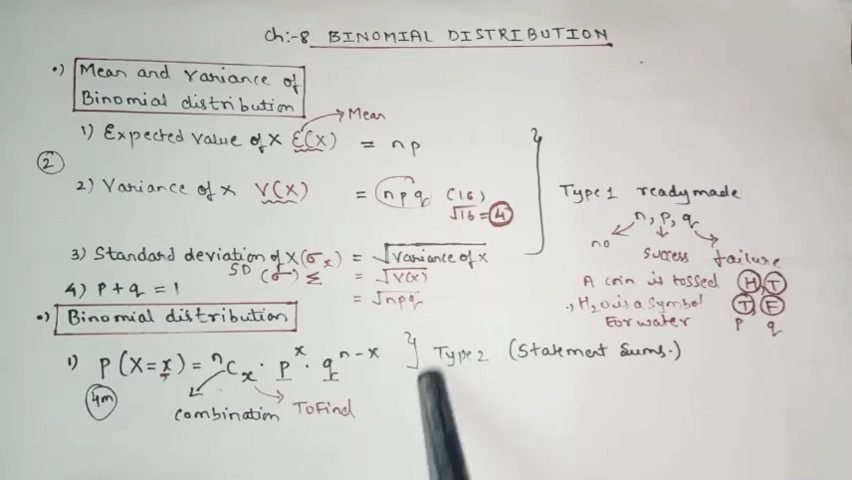 Ch:-8 BINOMIAL DISTRIBUTION
•) Mean and Variance of
Binomial distribution
→ Mean
1) Expected Value of X E(X) = np
②
2) Variance of X V(X) = npq (16)
√16 = 4
3) Standard deviation of X (σx) = √Variance of X
SD (σ) Σ = √V(X)
4) P + q = 1 = √npq
Type 1 readymade
n, p, q
no success failure
A coin is tossed H, T
H2O is a Symbol T, F
For water P q
•) Binomial distribution
1) P(X=x) = ⁿCₓ · pˣ · qⁿ⁻ˣ } Type 2 (Statement Sums.)
4m
Combination To Find